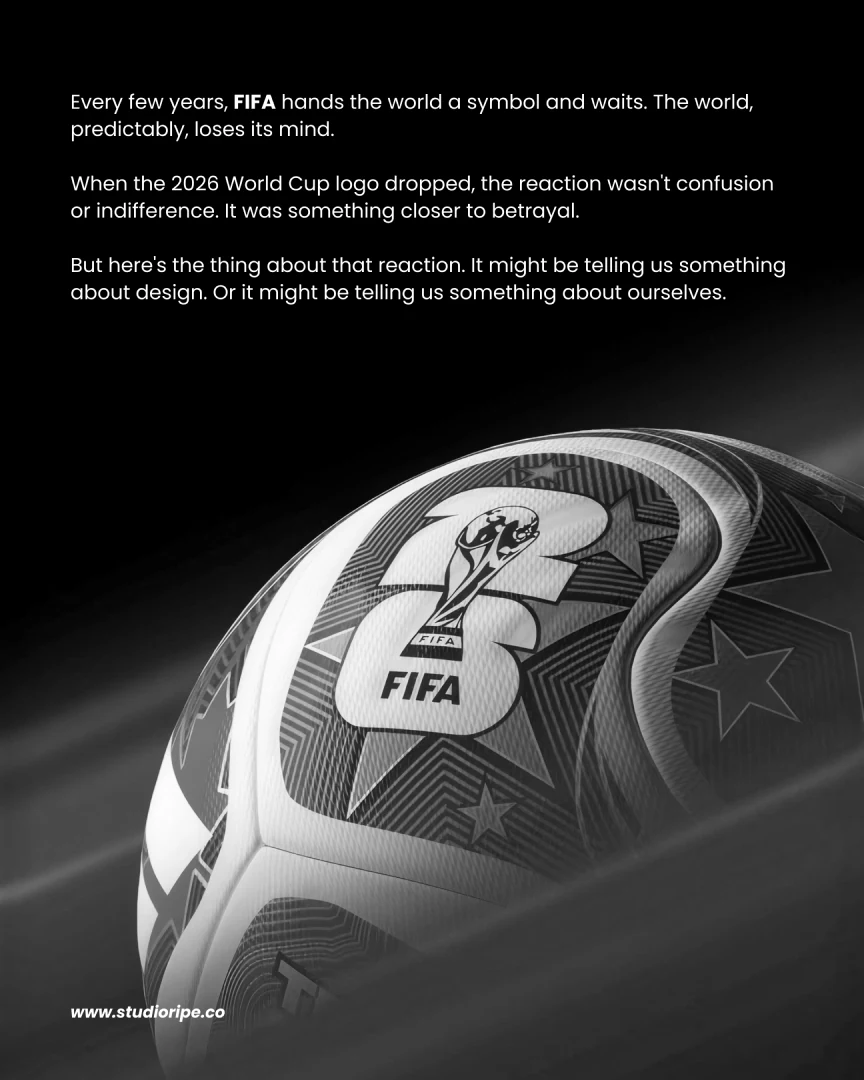 Every few years, FIFA hands the world a symbol and waits. The world,
predictably, loses its mind.
When the 2026 World Cup logo dropped, the reaction wasn't confusion
or indifference. It was something closer to betrayal.
But here's the thing about that reaction. It might be telling us something
about design. Or it might be telling us something about ourselves.
26
FIFA
FIFA
www.studioripe.co